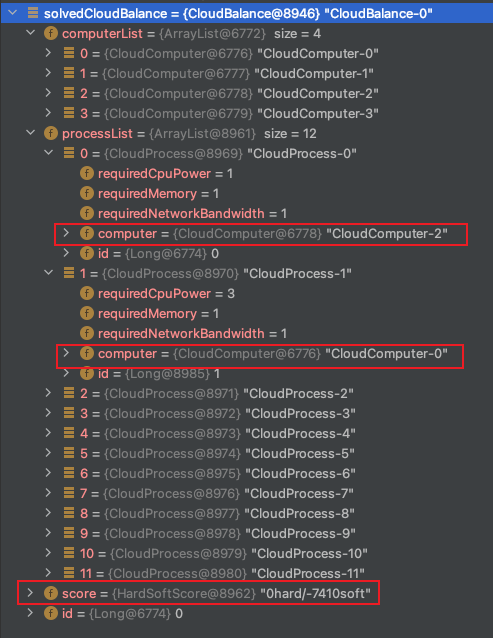 solvedCloudBalance = {CloudBalance@8946} "CloudBalance-0"
f computerList = {ArrayList@6772} size = 4
0 = {CloudComputer@6776} "CloudComputer-0"
1 = {CloudComputer@6777} "CloudComputer-1"
2 = {CloudComputer@6778} "CloudComputer-2"
3 = {CloudComputer@6779} "CloudComputer-3"
f processList = {ArrayList@8961} size = 12
0 = {CloudProcess@8969} "CloudProcess-0"
f requiredCpuPower = 1
f requiredMemory = 1
f requiredNetworkBandwidth = 1
f computer = {CloudComputer@6778} "CloudComputer-2"
f id = {Long@6774} 0
1 = {CloudProcess@8970} "CloudProcess-1"
f requiredCpuPower = 3
f requiredMemory = 1
f requiredNetworkBandwidth = 1
f computer = {CloudComputer@6776} "CloudComputer-0"
f id = {Long@8985} 1
2 = {CloudProcess@8971} "CloudProcess-2"
3 = {CloudProcess@8972} "CloudProcess-3"
4 = {CloudProcess@8973} "CloudProcess-4"
5 = {CloudProcess@8974} "CloudProcess-5"
6 = {CloudProcess@8975} "CloudProcess-6"
7 = {CloudProcess@8976} "CloudProcess-7"
8 = {CloudProcess@8977} "CloudProcess-8"
9 = {CloudProcess@8978} "CloudProcess-9"
10 = {CloudProcess@8979} "CloudProcess-10"
11 = {CloudProcess@8980} "CloudProcess-11"
f score = {HardSoftScore@8962} "0hard/-7410soft"
f id = {Long@6774} 0